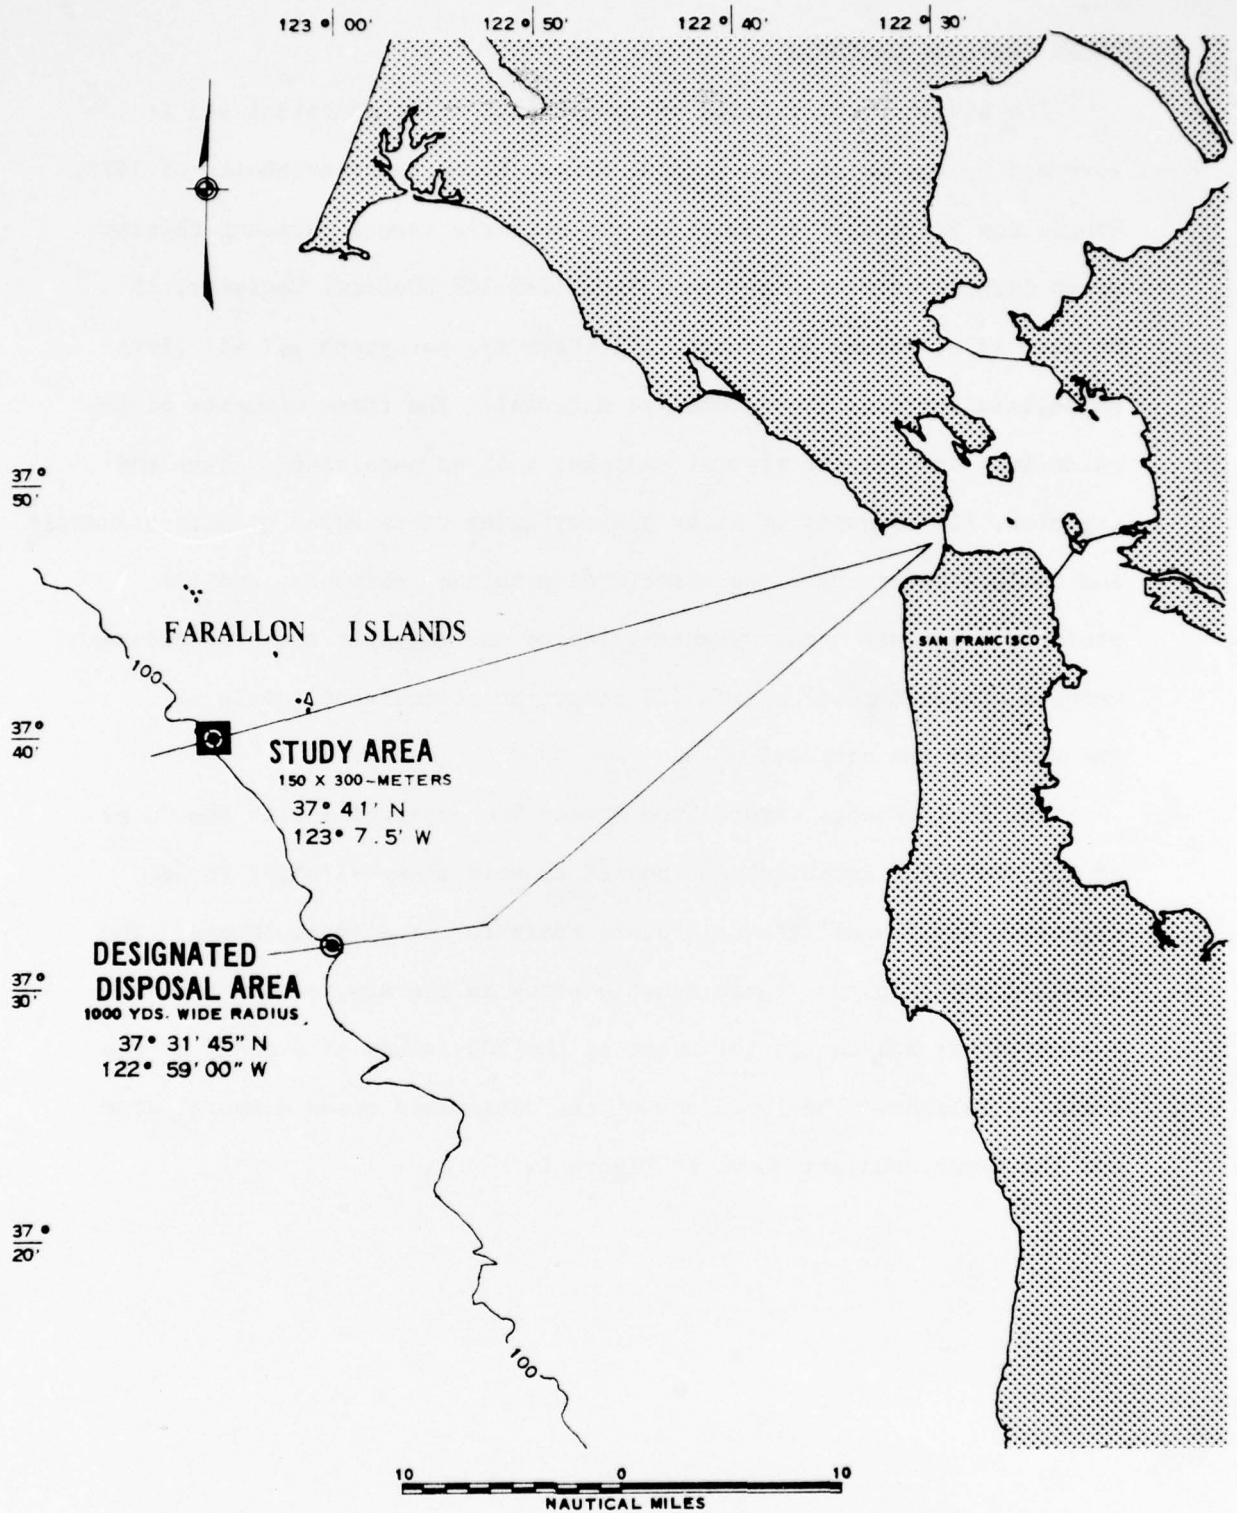 123° 00'
122° 50'
122° 40'
122° 30'
37°
50'
FARALLON ISLANDS
SAN FRANCISCO
100
37°
40'
STUDY AREA
150 X 300-METERS
37° 41' N
123° 7.5' W
DESIGNATED
DISPOSAL AREA
1000 YDS. WIDE RADIUS
37° 31' 45" N
122° 59' 00" W
37°
30'
37°
20'
100
10 0 10
NAUTICAL MILES